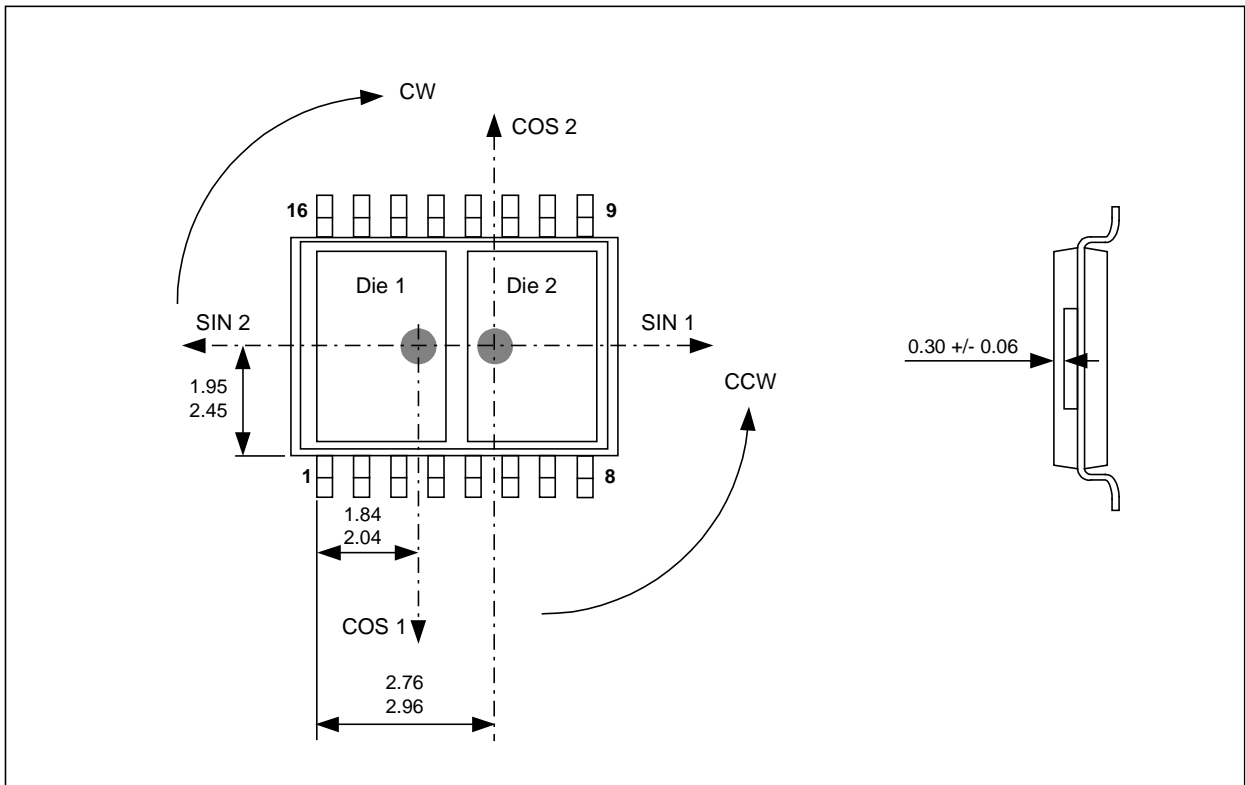 CW
COS 2
16
9
Die 1
Die 2
SIN 2
SIN 1
0.30 +/- 0.06
1.95
2.45
CCW
1
8
1.84
2.04
COS 1
2.76
2.96